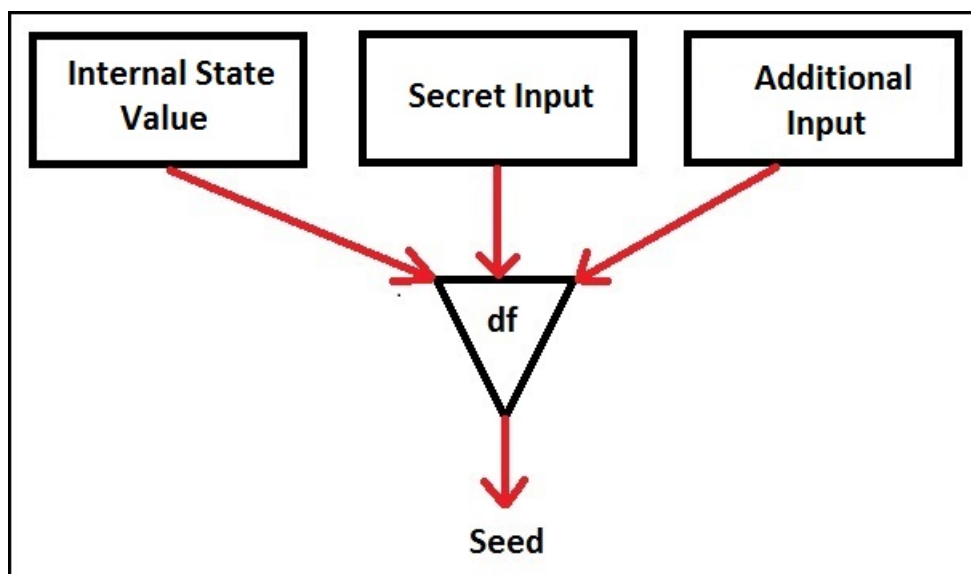 Internal State
Value
Secret Input
Additional
Input
df
Seed